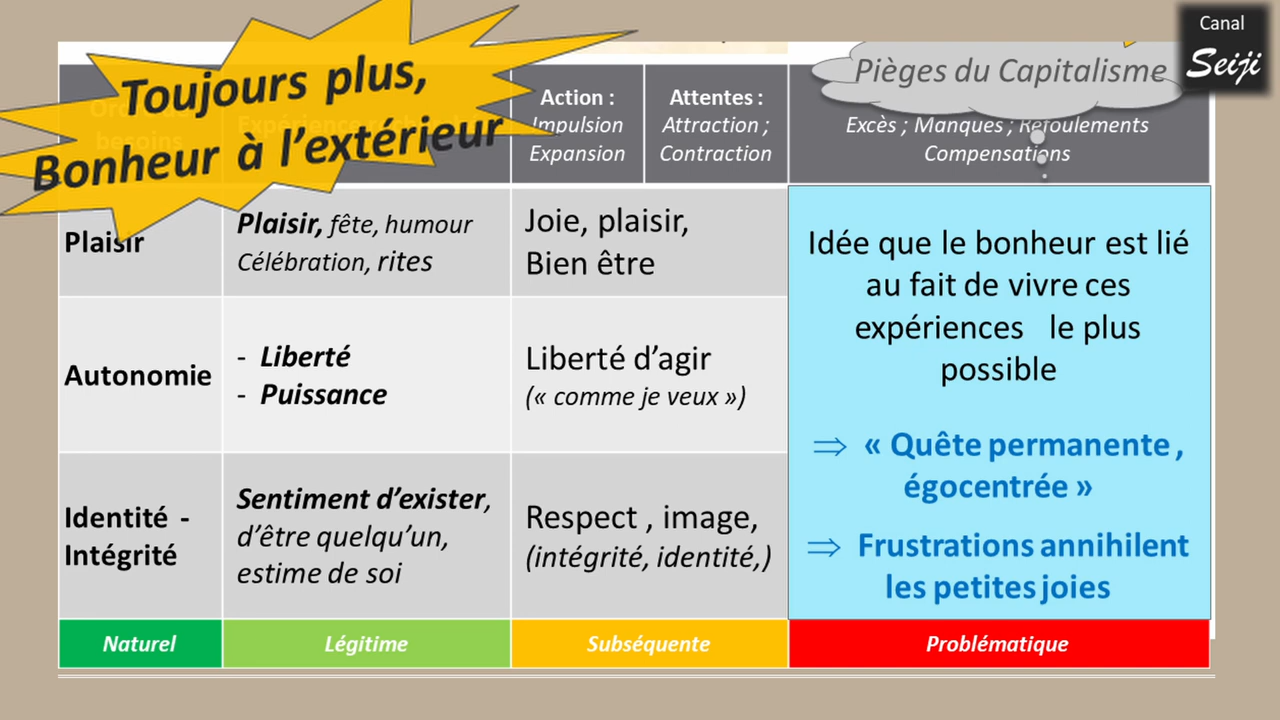 Canal
Seiji
Toujours plus,
Bonheur à l’extérieur
Action :
Impulsion
Expansion
Attentes :
Attraction ;
Contraction
Pièges du Capitalisme
Excès ; Manques ; Refoulements
Compensations
Plaisir
Plaisir, fête, humour
Célébration, rites
Joie, plaisir,
Bien être
Autonomie
- Liberté
- Puissance
Liberté d’agir
(« comme je veux »)
Identité -
Intégrité
Sentiment d’exister,
d’être quelqu’un,
estime de soi
Respect , image,
(intégrité, identité,)
Idée que le bonheur est lié
au fait de vivre ces
expériences le plus
possible
⇒ « Quête permanente ,
égocentrée »
⇒ Frustrations annihilent
les petites joies
Naturel
Légitime
Subséquente
Problématique